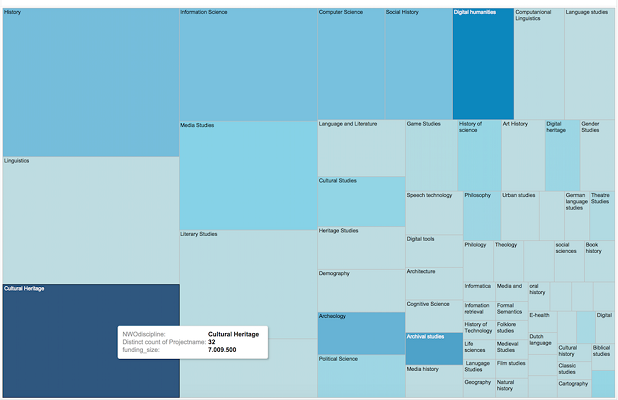 History
Information Science
Computer Science
Social History
Digital humanities
Computanional
Linguistics
Language studies
Media Studies
Language and Literature
Game Studies
History of
science
Art History
Digital
heritage
Gender
Studies
Linguistics
Cultural Studies
Speech technology
Philosophy
Urban studies
German
language
studies
Theatre
Studies
Literary Studies
Heritage Studies
Digital tools
Philology
Theology
social
sciences
Book
history
Demography
Architecture
Cultural Heritage
Informatica
Media and
oral
history
Cognitive Science
Information
retrieval
Formal
Semantics
Archeology
E-health
Digital
History of
Technology
Folklore
studies
NWOdiscipline: Cultural Heritage
Distinct count of Projectname: 32
funding_size: 7.009.500
Archival studies
Dutch
language
Life
sciences
Medieval
Studies
Cultural
history
Biblical
studies
Political Science
Lanugage
Studies
Film studies
Classic
studies
Media history
Geography
Natural
history
Cartography